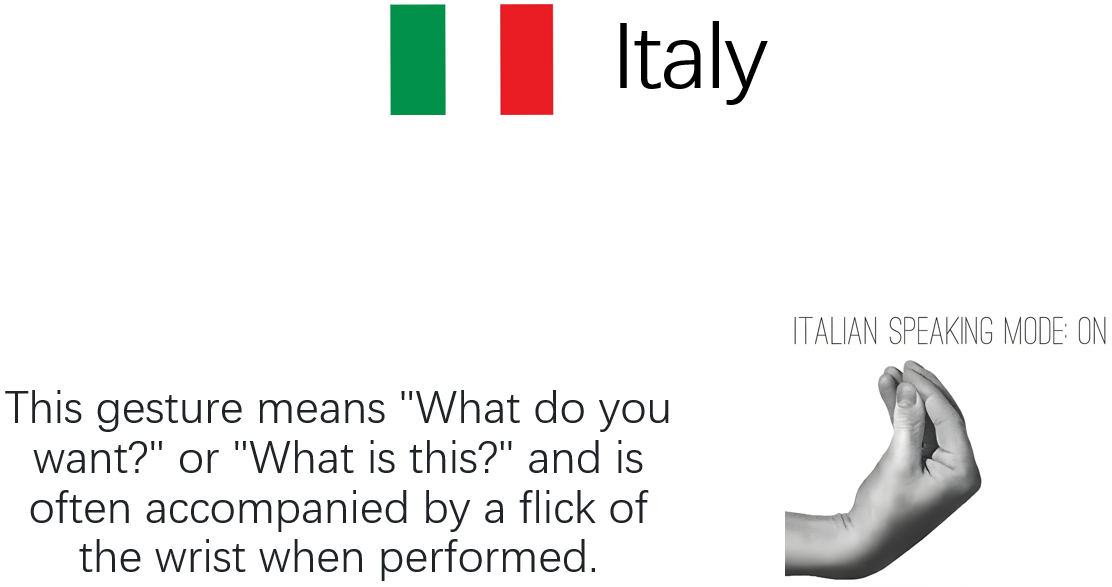 Italy
ITALIAN SPEAKING MODE: ON
This gesture means "What do you
want?" or "What is this?" and is
often accompanied by a flick of
the wrist when performed.